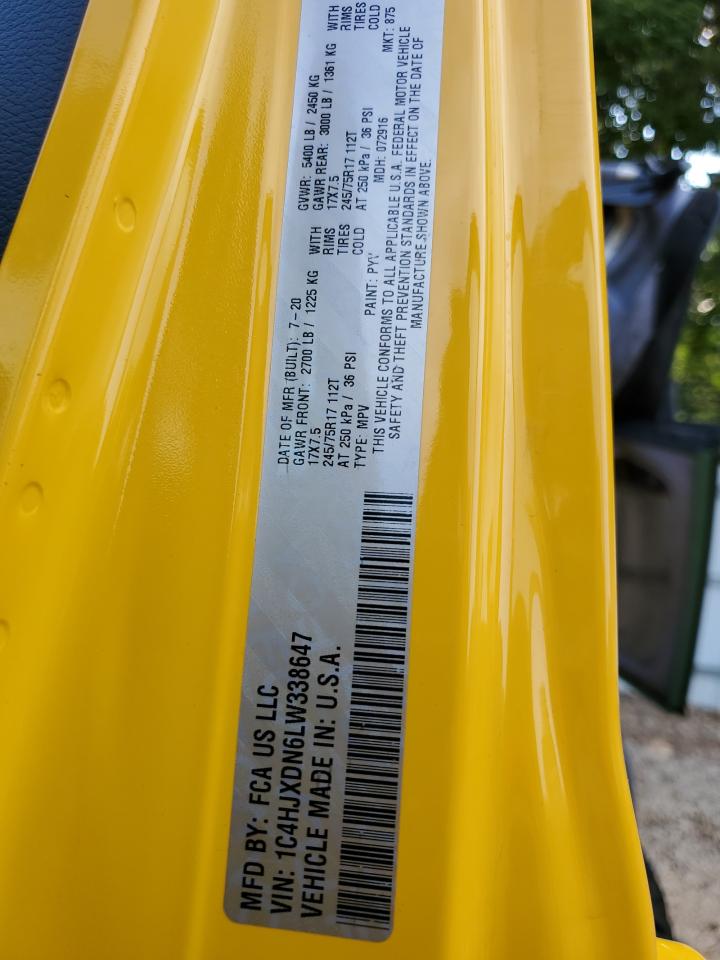 MFD BY: FCA US LLC
VIN: 1C4HJXDN6LW338647
VEHICLE MADE IN: U.S.A.
DATE OF MFR (BUILT): 7-20
GAWR FRONT: 2700 LB / 1225 KG WITH
17X7.5 RIMS
245/75R17 112T TIRES
AT 250 kPa / 36 PSI COLD
TYPE: MPV
GVWR: 5400 LB / 2450 KG
GAWR REAR: 3000 LB / 1361 KG WITH
17X7.5 RIMS
245/75R17 112T TIRES
AT 250 kPa / 36 PSI COLD
PAINT: PYV MDH: 072916 MKT: 875
THIS VEHICLE CONFORMS TO ALL APPLICABLE U.S.A. FEDERAL MOTOR VEHICLE
SAFETY AND THEFT PREVENTION STANDARDS IN EFFECT ON THE DATE OF
MANUFACTURE SHOWN ABOVE.